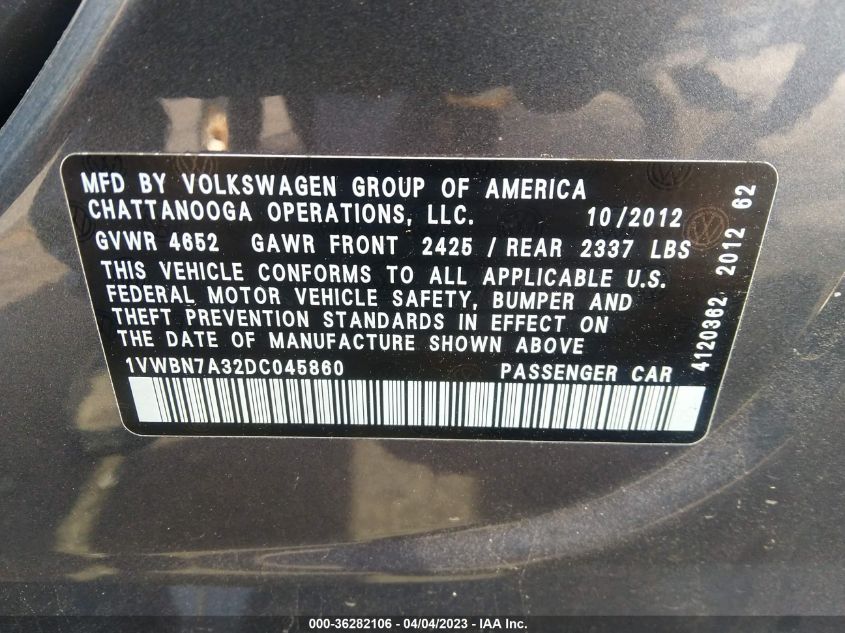 MFD BY VOLKSWAGEN GROUP OF AMERICA
CHATTANOOGA OPERATIONS, LLC. 10/2012
GVWR 4652 GAWR FRONT 2425 / REAR 2337 LBS
THIS VEHICLE CONFORMS TO ALL APPLICABLE U.S.
FEDERAL MOTOR VEHICLE SAFETY, BUMPER AND
THEFT PREVENTION STANDARDS IN EFFECT ON
THE DATE OF MANUFACTURE SHOWN ABOVE
1VWBN7A32DC045860 PASSENGER CAR
4120362 2012 62
000-36282106 - 04/04/2023 - IAA Inc.